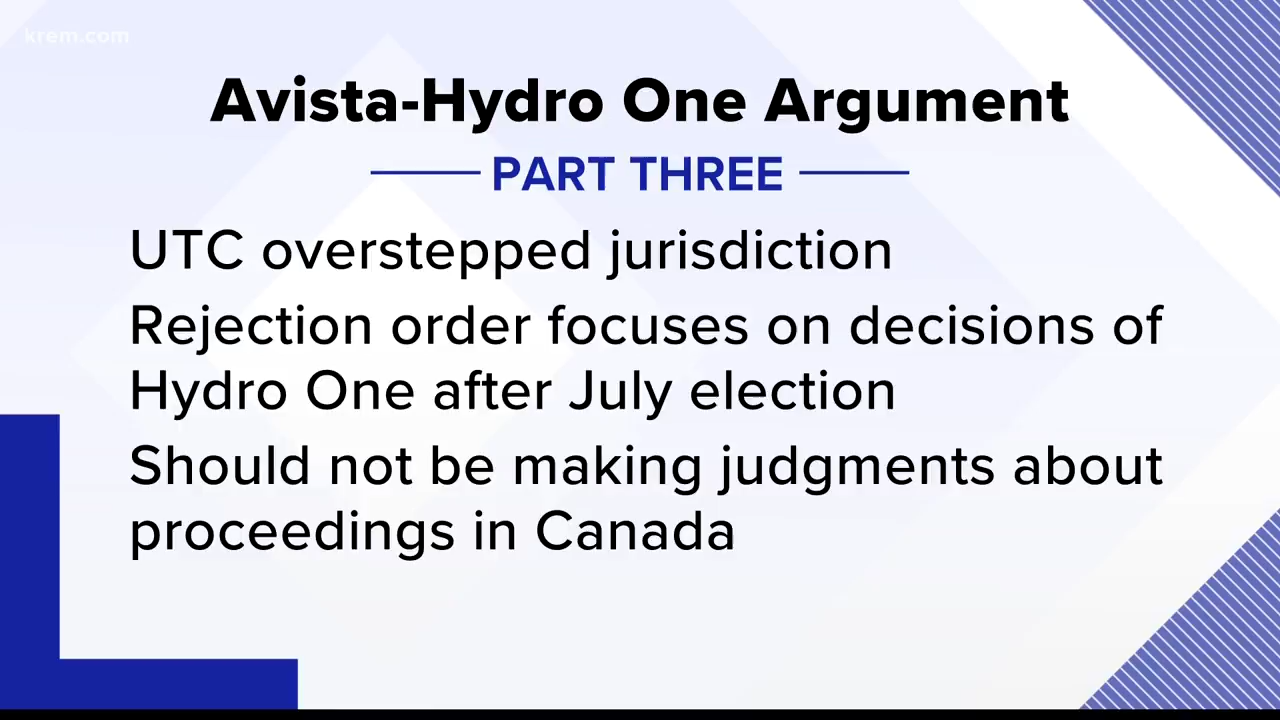 krem.com
Avista-Hydro One Argument
PART THREE
UTC overstepped jurisdiction
Rejection order focuses on decisions of
Hydro One after July election
Should not be making judgments about
proceedings in Canada